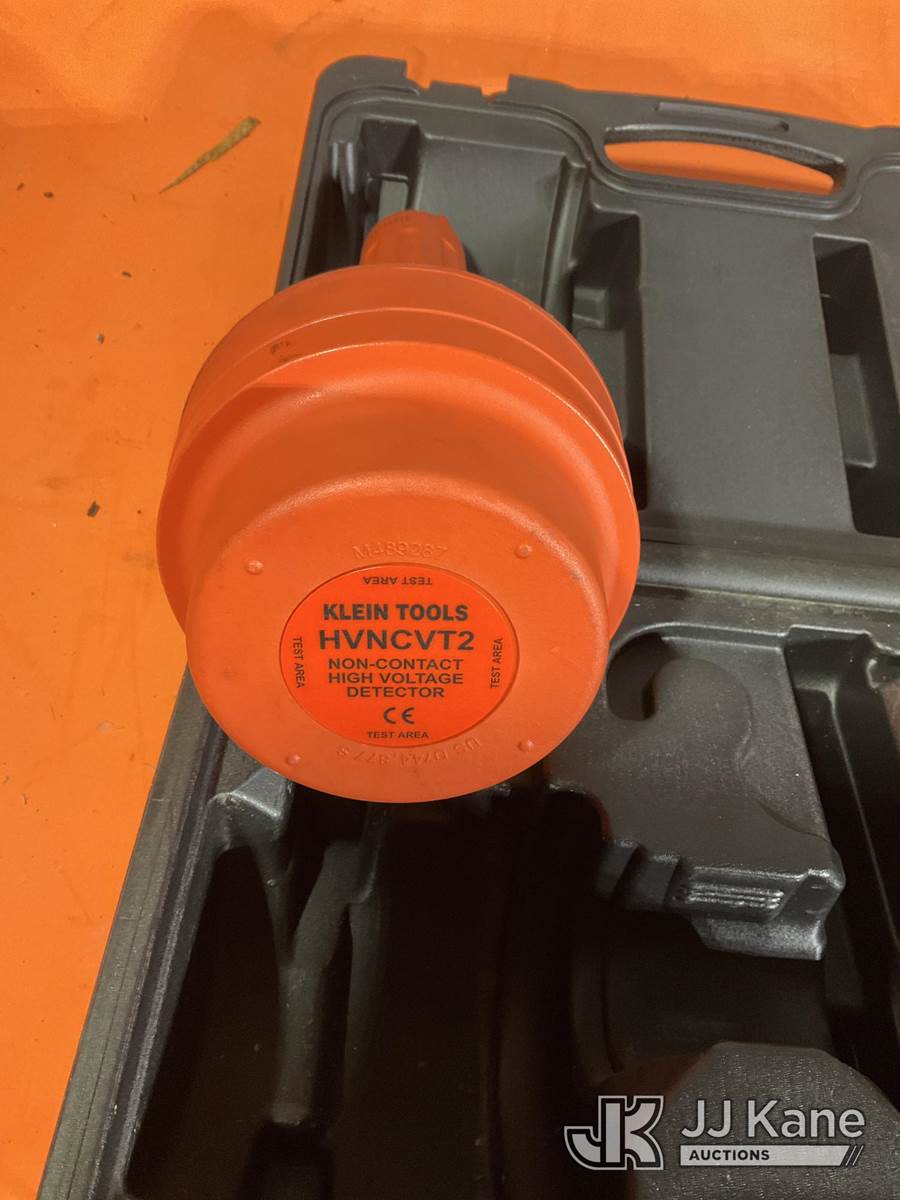 M489287
TEST AREA
KLEIN TOOLS
HVNCVT2
TEST AREA
TEST AREA
NON-CONTACT
HIGH VOLTAGE
DETECTOR
CE
TEST AREA
JK JJ Kane
AUCTIONS